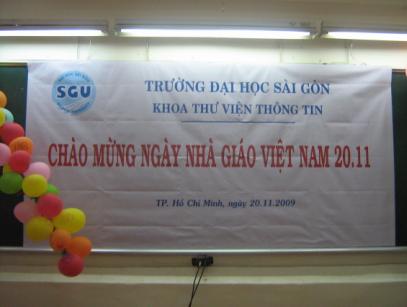 SGU
TRƯỜNG ĐẠI HỌC SÀI GÒN
KHOA THƯ VIỆN THÔNG TIN
CHÀO MỪNG NGÀY NHÀ GIÁO VIỆT NAM 20.11
TP. Hồ Chí Minh, ngày 20.11.2009